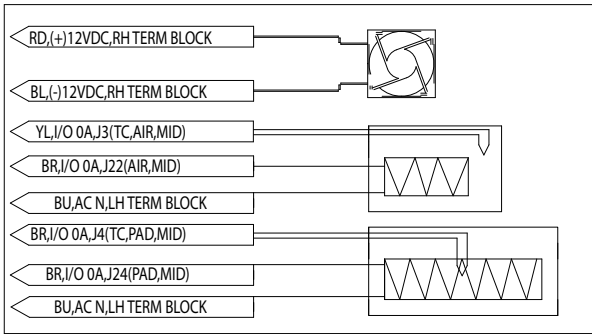 RD,(+)12VDC,RH TERM BLOCK
BL,(-)12VDC,RH TERM BLOCK
YL,I/O 0A,J3(TC,AIR,MID)
BR,I/O 0A,J22(AIR,MID)
BU,AC N,LH TERM BLOCK
BR,I/O 0A,J4(TC,PAD,MID)
BR,I/O 0A,J24(PAD,MID)
BU,AC N,LH TERM BLOCK